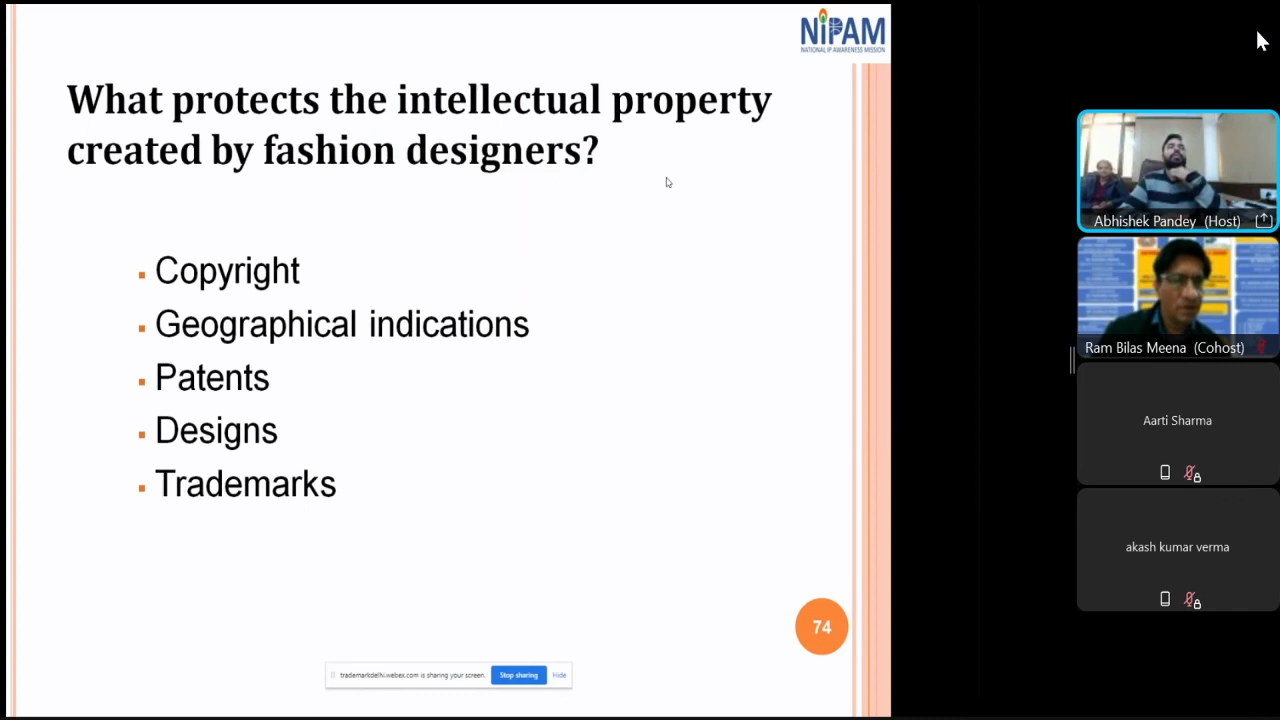 NiPAM
NATIONAL IP AWARENESS MISSION
What protects the intellectual property
created by fashion designers?
▪ Copyright
▪ Geographical indications
▪ Patents
▪ Designs
▪ Trademarks
74
trademarkdelhi.webex.com is sharing your screen.
Stop sharing
Hide
Abhishek Pandey (Host)
Ram Bilas Meena (Cohost)
Aarti Sharma
akash kumar verma